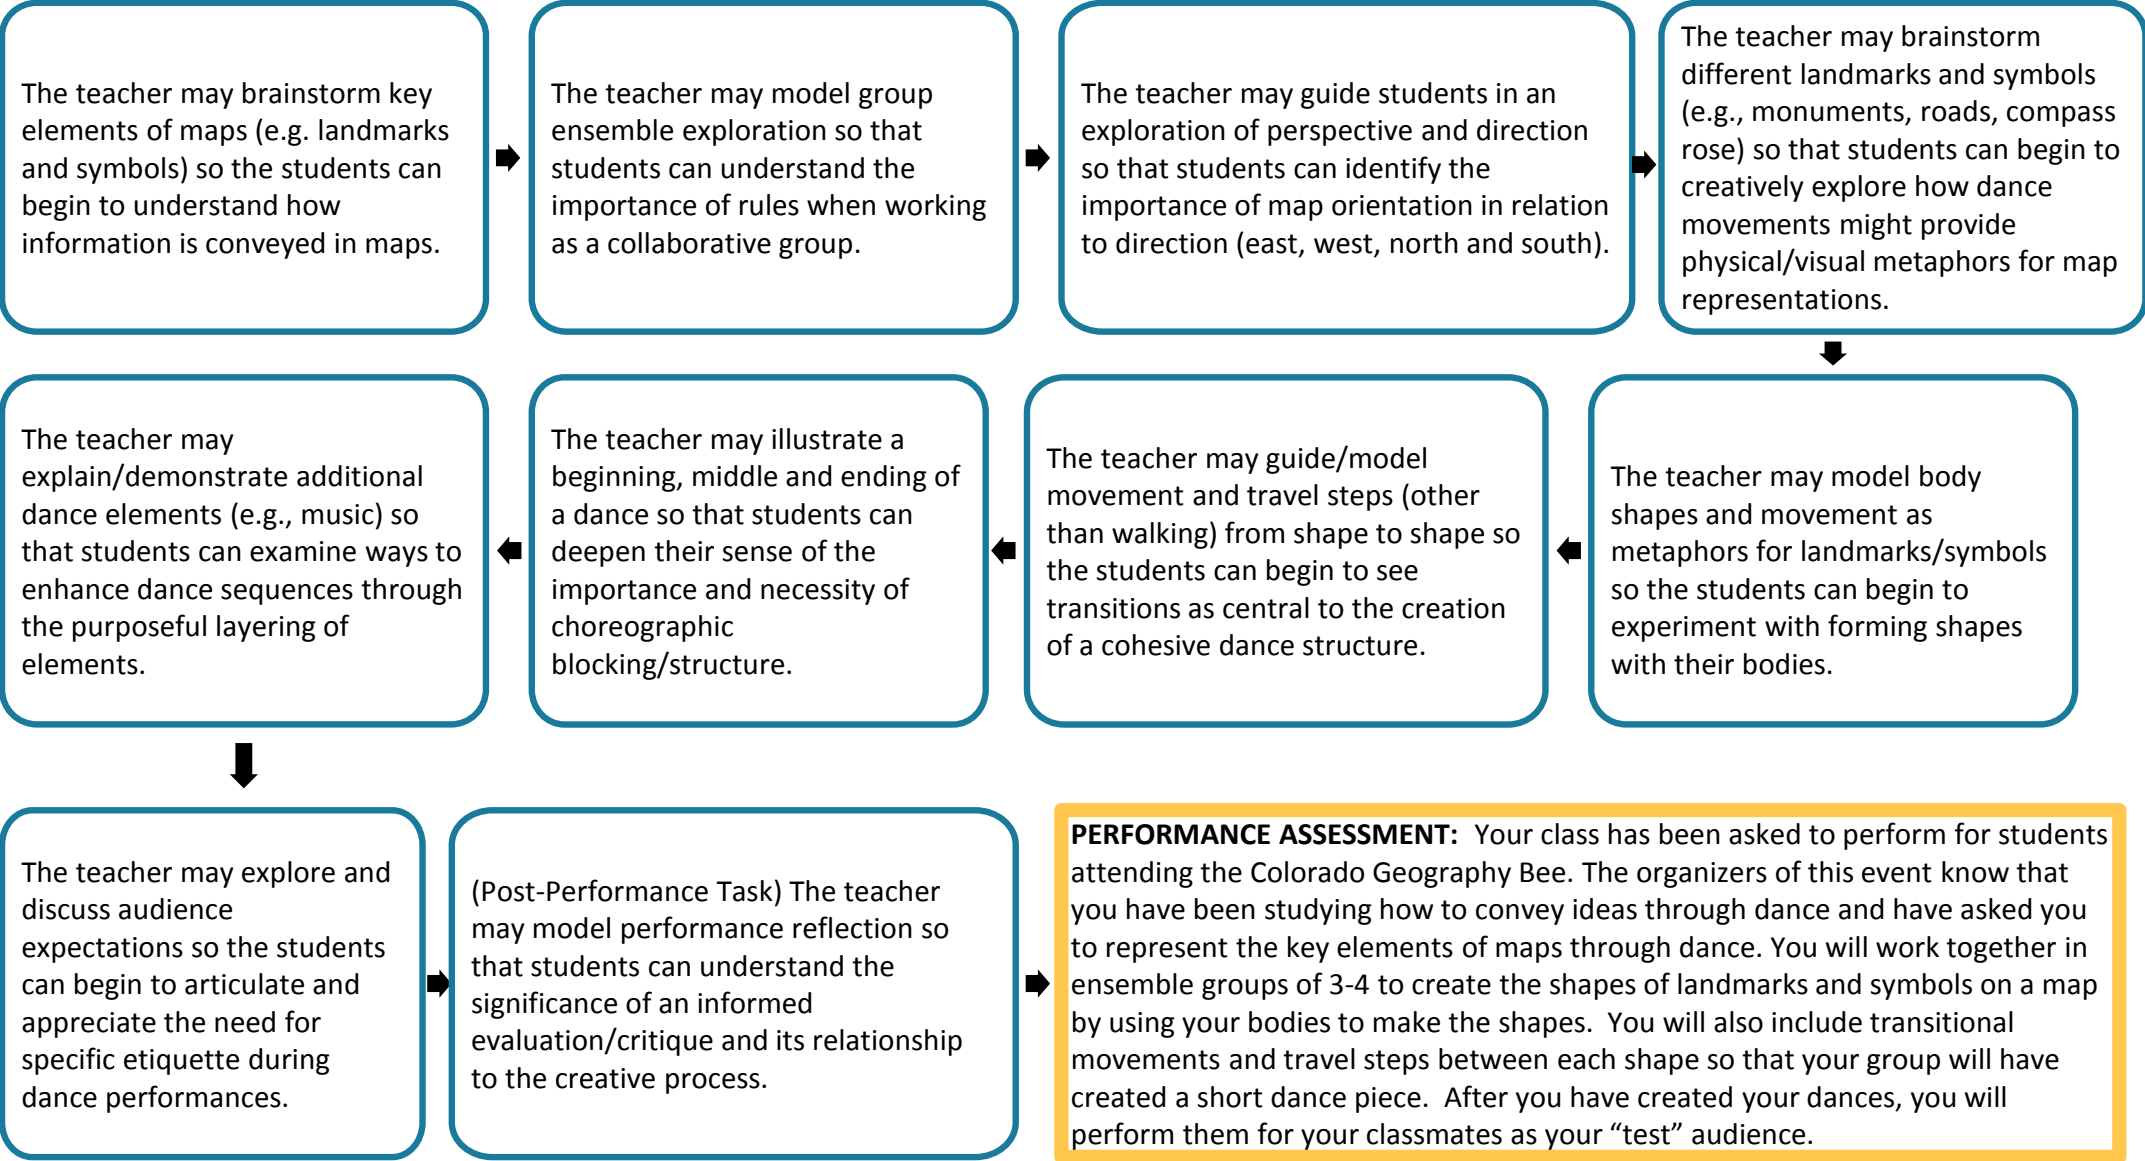 The teacher may brainstorm key
elements of maps (e.g. landmarks
and symbols) so the students can
begin to understand how
information is conveyed in maps.
The teacher may model group
ensemble exploration so that
students can understand the
importance of rules when working
as a collaborative group.
The teacher may guide students in an
exploration of perspective and direction
so that students can identify the
importance of map orientation in relation
to direction (east, west, north and south).
The teacher may brainstorm
different landmarks and symbols
(e.g., monuments, roads, compass
rose) so that students can begin to
creatively explore how dance
movements might provide
physical/visual metaphors for map
representations.
The teacher may model body
shapes and movement as
metaphors for landmarks/symbols
so the students can begin to
experiment with forming shapes
with their bodies.
The teacher may guide/model
movement and travel steps (other
than walking) from shape to shape so
the students can begin to see
transitions as central to the creation
of a cohesive dance structure.
The teacher may illustrate a
beginning, middle and ending of
a dance so that students can
deepen their sense of the
importance and necessity of
choreographic
blocking/structure.
The teacher may
explain/demonstrate additional
dance elements (e.g., music) so
that students can examine ways to
enhance dance sequences through
the purposeful layering of
elements.
The teacher may explore and
discuss audience
expectations so the students
can begin to articulate and
appreciate the need for
specific etiquette during
dance performances.
(Post-Performance Task) The teacher
may model performance reflection so
that students can understand the
significance of an informed
evaluation/critique and its relationship
to the creative process.
PERFORMANCE ASSESSMENT:  Your class has been asked to perform for students
attending the Colorado Geography Bee. The organizers of this event know that
you have been studying how to convey ideas through dance and have asked you
to represent the key elements of maps through dance. You will work together in
ensemble groups of 3-4 to create the shapes of landmarks and symbols on a map
by using your bodies to make the shapes.  You will also include transitional
movements and travel steps between each shape so that your group will have
created a short dance piece.  After you have created your dances, you will
perform them for your classmates as your “test” audience.